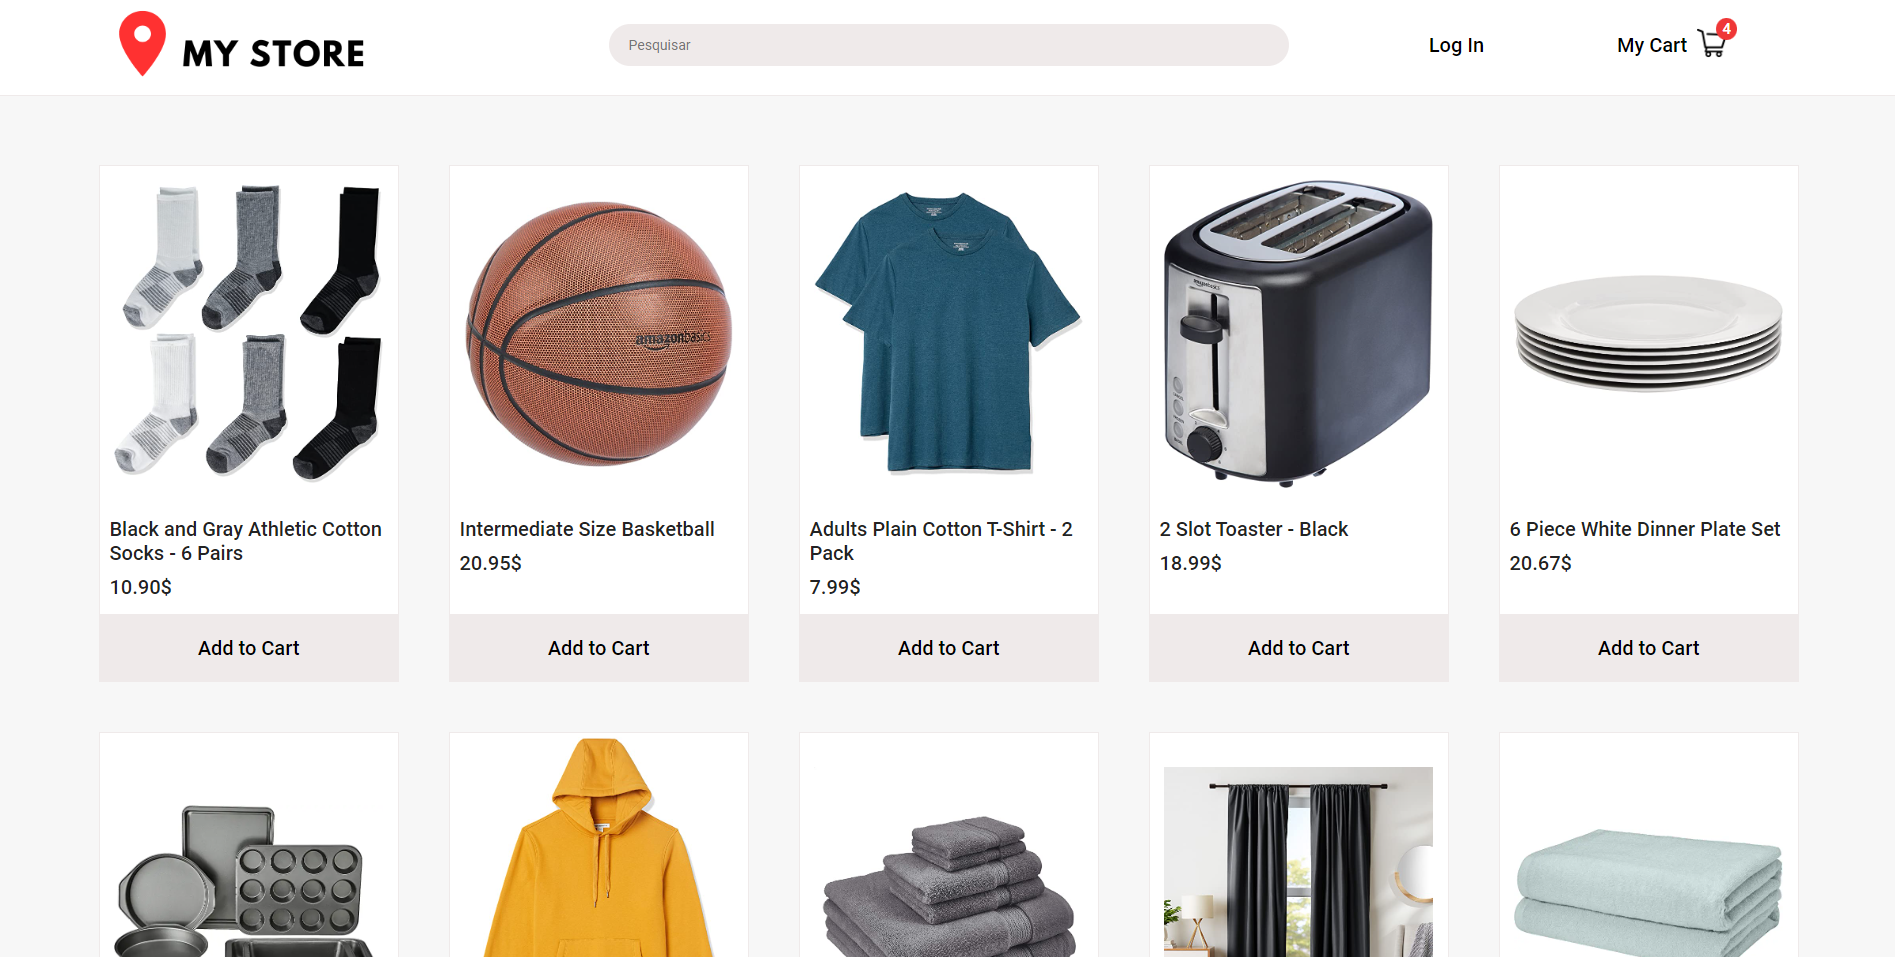 MY STORE
Pesquisar
Log In
My Cart
4
amazonbasics
Black and Gray Athletic Cotton
Socks - 6 Pairs
10.90$
Add to Cart
Intermediate Size Basketball
20.95$
Add to Cart
Adults Plain Cotton T-Shirt - 2
Pack
7.99$
Add to Cart
2 Slot Toaster - Black
18.99$
Add to Cart
6 Piece White Dinner Plate Set
20.67$
Add to Cart